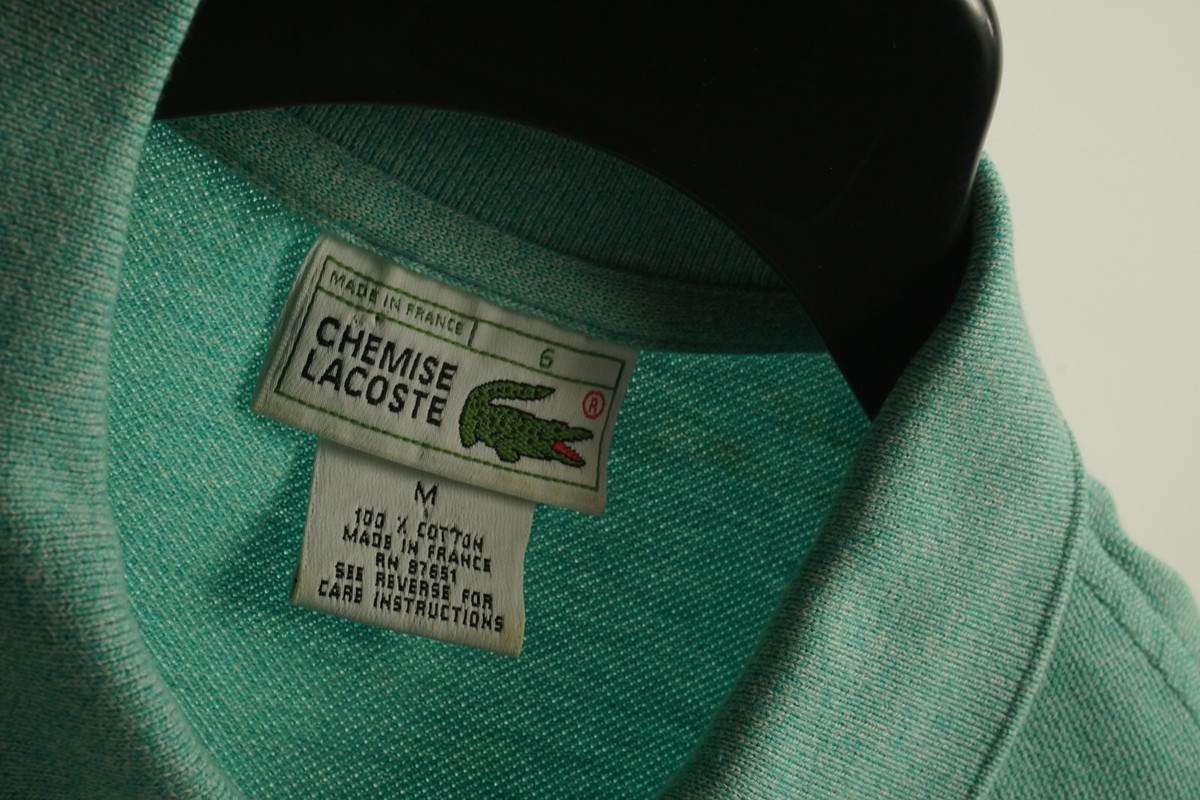 MADE IN FRANCE
6
CHEMISE
LACOSTE
®
M
100 % COTTON
MADE IN FRANCE
RN 87651
SEE REVERSE FOR
CARE INSTRUCTIONS